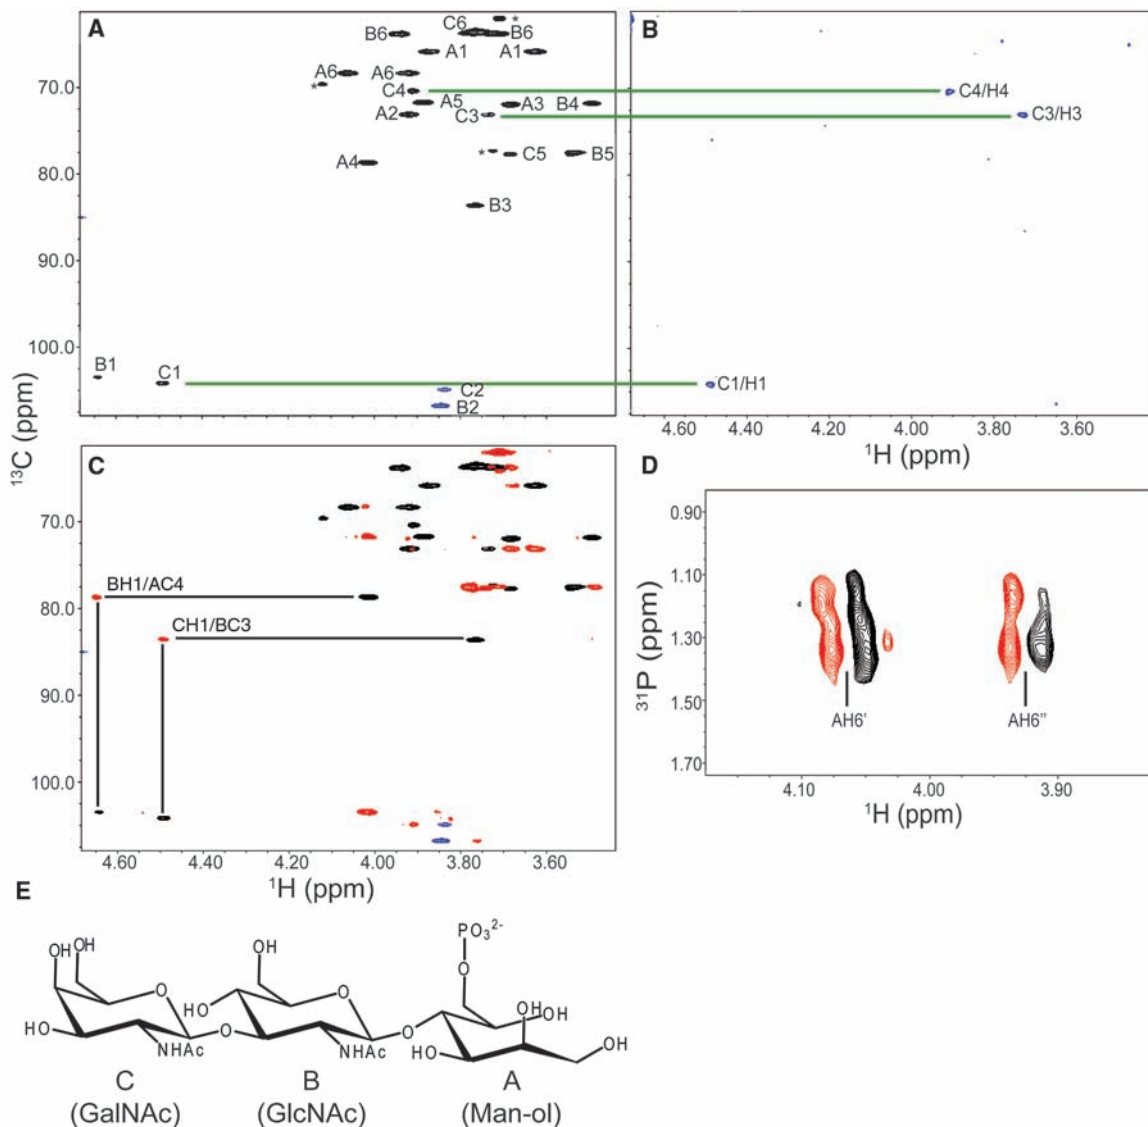 A
C6
*
B6
B6
A1
A1
A6
A6
*
C4
A5
A3
B4
A2
C3
A4
*
C5
B5
B3
B1
C1
C2
B2
70.0
80.0
90.0
100.0
13C (ppm)
B
C4/H4
C3/H3
C1/H1
4.60
4.40
4.20
4.00
3.80
3.60
1H (ppm)
C
BH1/AC4
CH1/BC3
70.0
80.0
90.0
100.0
4.60
4.40
4.20
4.00
3.80
3.60
1H (ppm)
D
0.90
1.10
1.30
1.50
1.70
31P (ppm)
AH6'
AH6"
4.10
4.00
3.90
1H (ppm)
E
PO3 2-
OH
OH
OH
O
O
O
HO
HO
O
NHAc
NHAc
O
OH
OH
HO
OH
C
B
A
(GalNAc)
(GlcNAc)
(Man-ol)